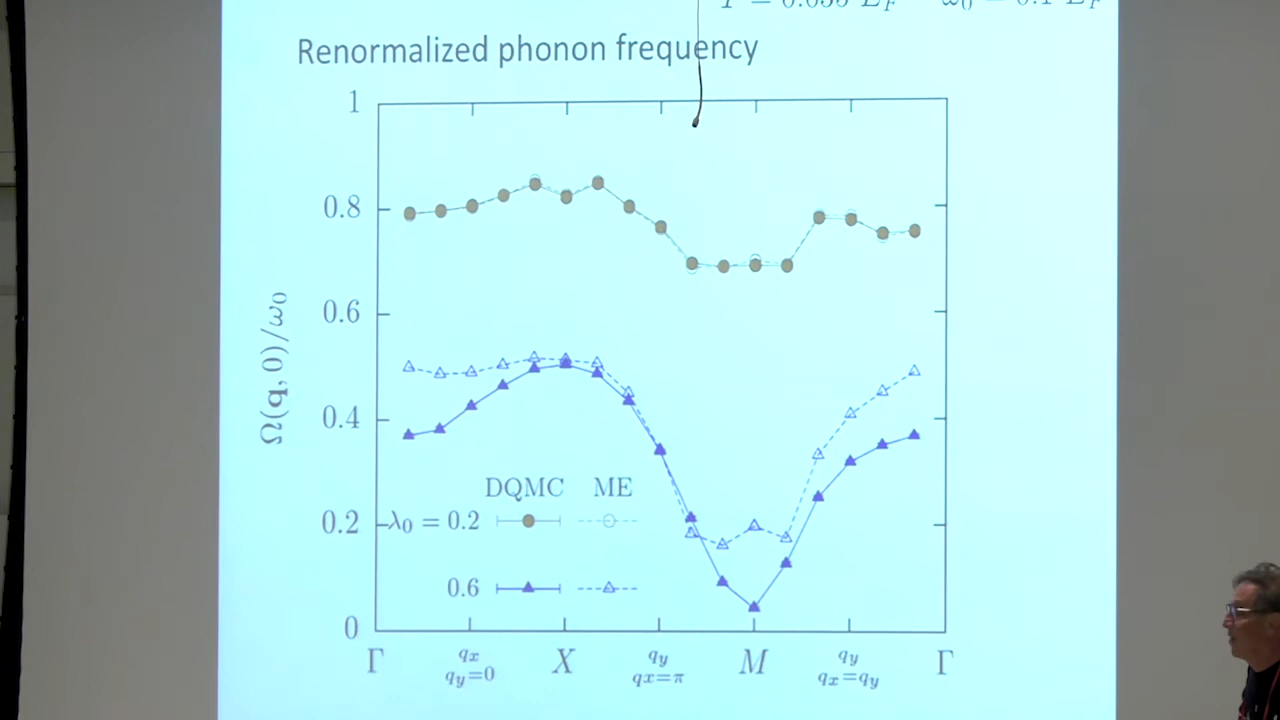 Renormalized phonon frequency
1
0.8
0.6
0.4
0.2
0
Ω(q, 0)/ω₀
DQMC ME
λ₀ = 0.2
0.6
Γ qₓ X q_y M q_y Γ
q_y=0 qₓ=π qₓ=q_y